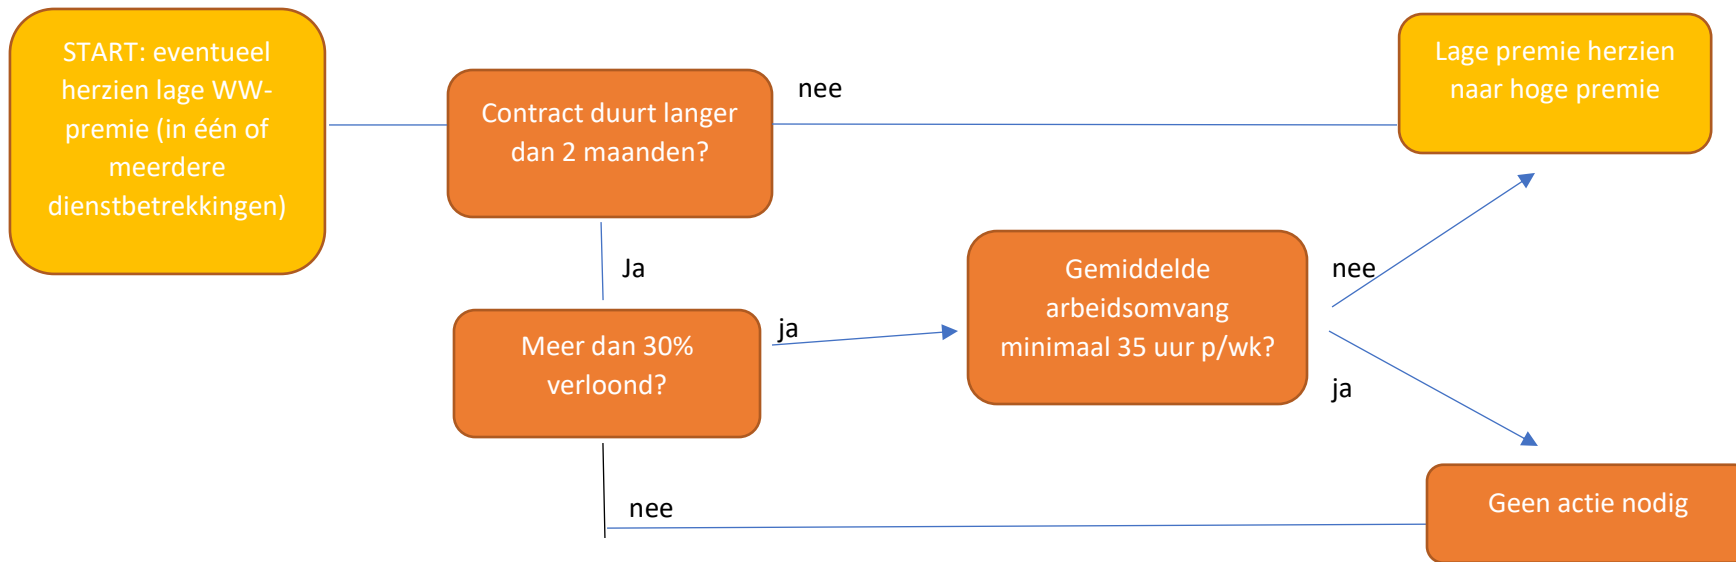 START: eventueel
herzien lage WW-
premie (in één of
meerdere
dienstbetrekkingen)
Contract duurt langer
dan 2 maanden?
nee
Lage premie herzien
naar hoge premie
Ja
Meer dan 30%
verloond?
ja
Gemiddelde
arbeidsomvang
minimaal 35 uur p/wk?
nee
ja
nee
Geen actie nodig